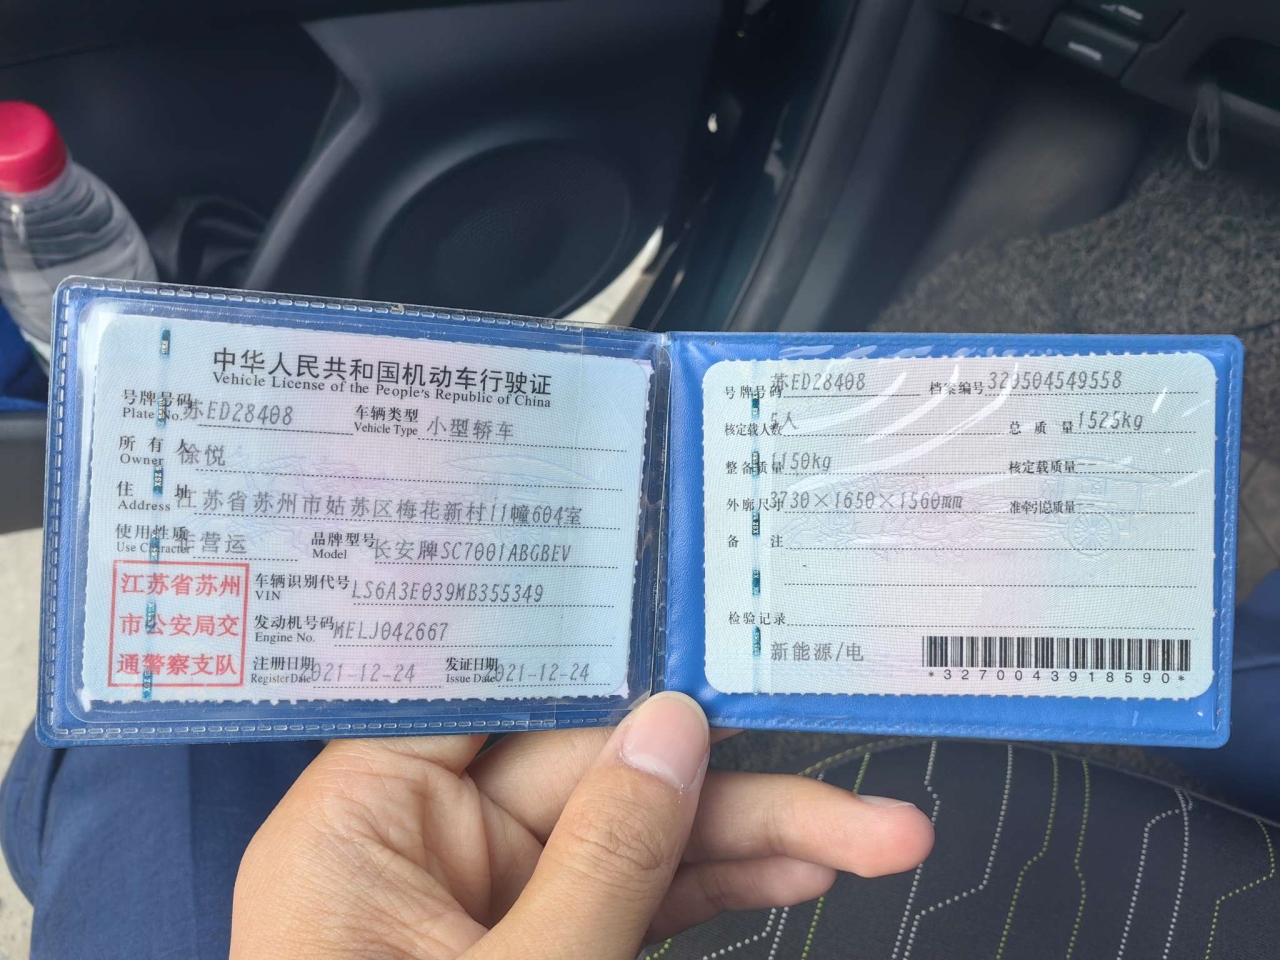 中华人民共和国机动车行驶证
Vehicle License of the People's Republic of China
号牌号码 苏ED28408 车辆类型 小型轿车
Plate No. Vehicle Type
所有人 徐悦
Owner
住址 江苏省苏州市姑苏区梅花新村11幢604室
Address
使用性质 非营运 品牌型号 长安牌SC7001ABGBEV
Use Character Model
江苏省苏州
市公安局交
通警察支队
车辆识别代号 LS6A3E039MB355349
VIN
发动机号码 MELJ042667
Engine No.
注册日期 021-12-24 发证日期 021-12-24
Register Date Issue Date
号牌号码 苏ED28408 档案编号 320504549558
核定载人数 5人 总质量 1525kg
整备质量 1150kg 核定载质量 --
外廓尺寸 3730×1650×1560mm 准牵引总质量 --
备注
检验记录
新能源/电
*3270043918590*